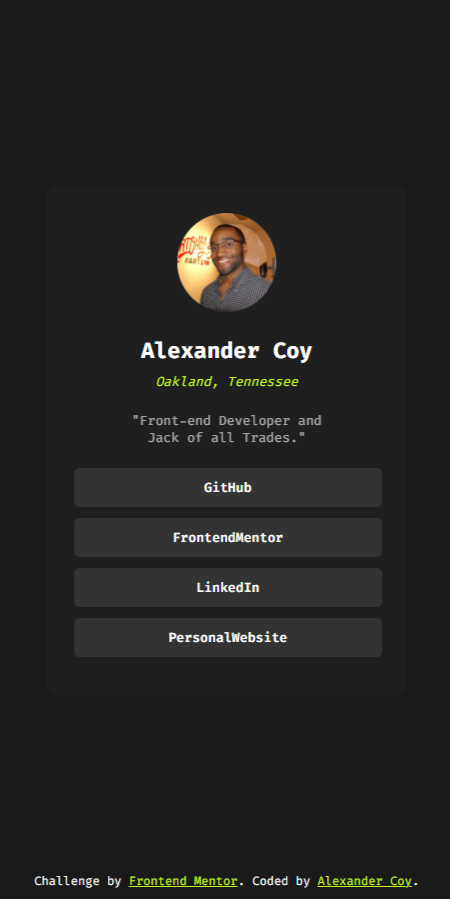 Alexander Coy
Oakland, Tennessee
"Front-end Developer and
Jack of all Trades."
GitHub
FrontendMentor
LinkedIn
PersonalWebsite
Challenge by Frontend Mentor. Coded by Alexander Coy.